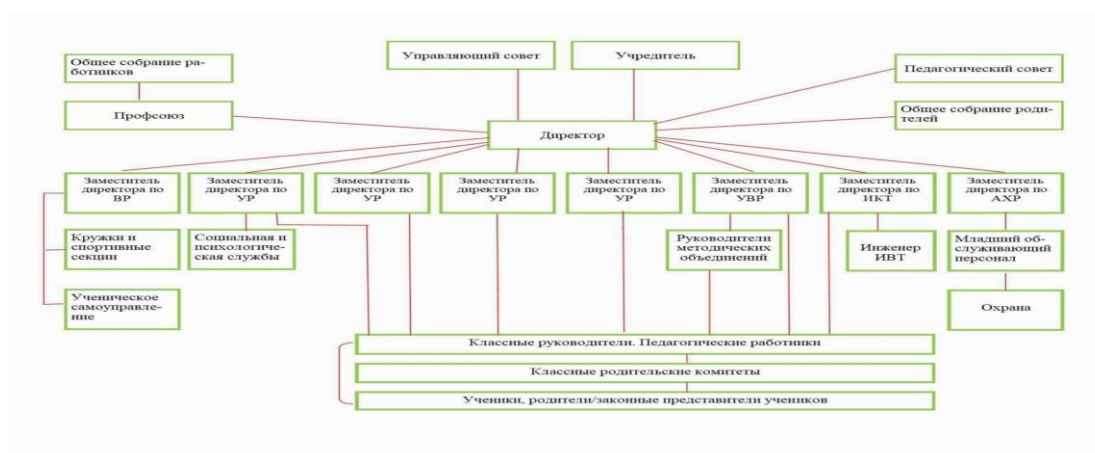 Управляющий совет
Учредитель
Общее собрание ра-
ботников
Педагогический совет
Профсоюз
Общее собрание роди-
телей
Директор
Заместитель
директора по
ВР
Заместитель
директора по
УР
Заместитель
директора по
УР
Заместитель
директора по
УР
Заместитель
директора по
УР
Заместитель
директора по
УВР
Заместитель
директора по
ИКТ
Заместитель
директора по
АХР
Кружки и
спортивные
секции
Социальная и
психологиче-
ская службы
Руководители
методических
объединений
Инженер
ИВТ
Младший об-
служивающий
персонал
Ученическое
самоуправле-
ние
Охрана
Классные руководители. Педагогические работники
Классные родительские комитеты
Ученики, родители/законные представители учеников